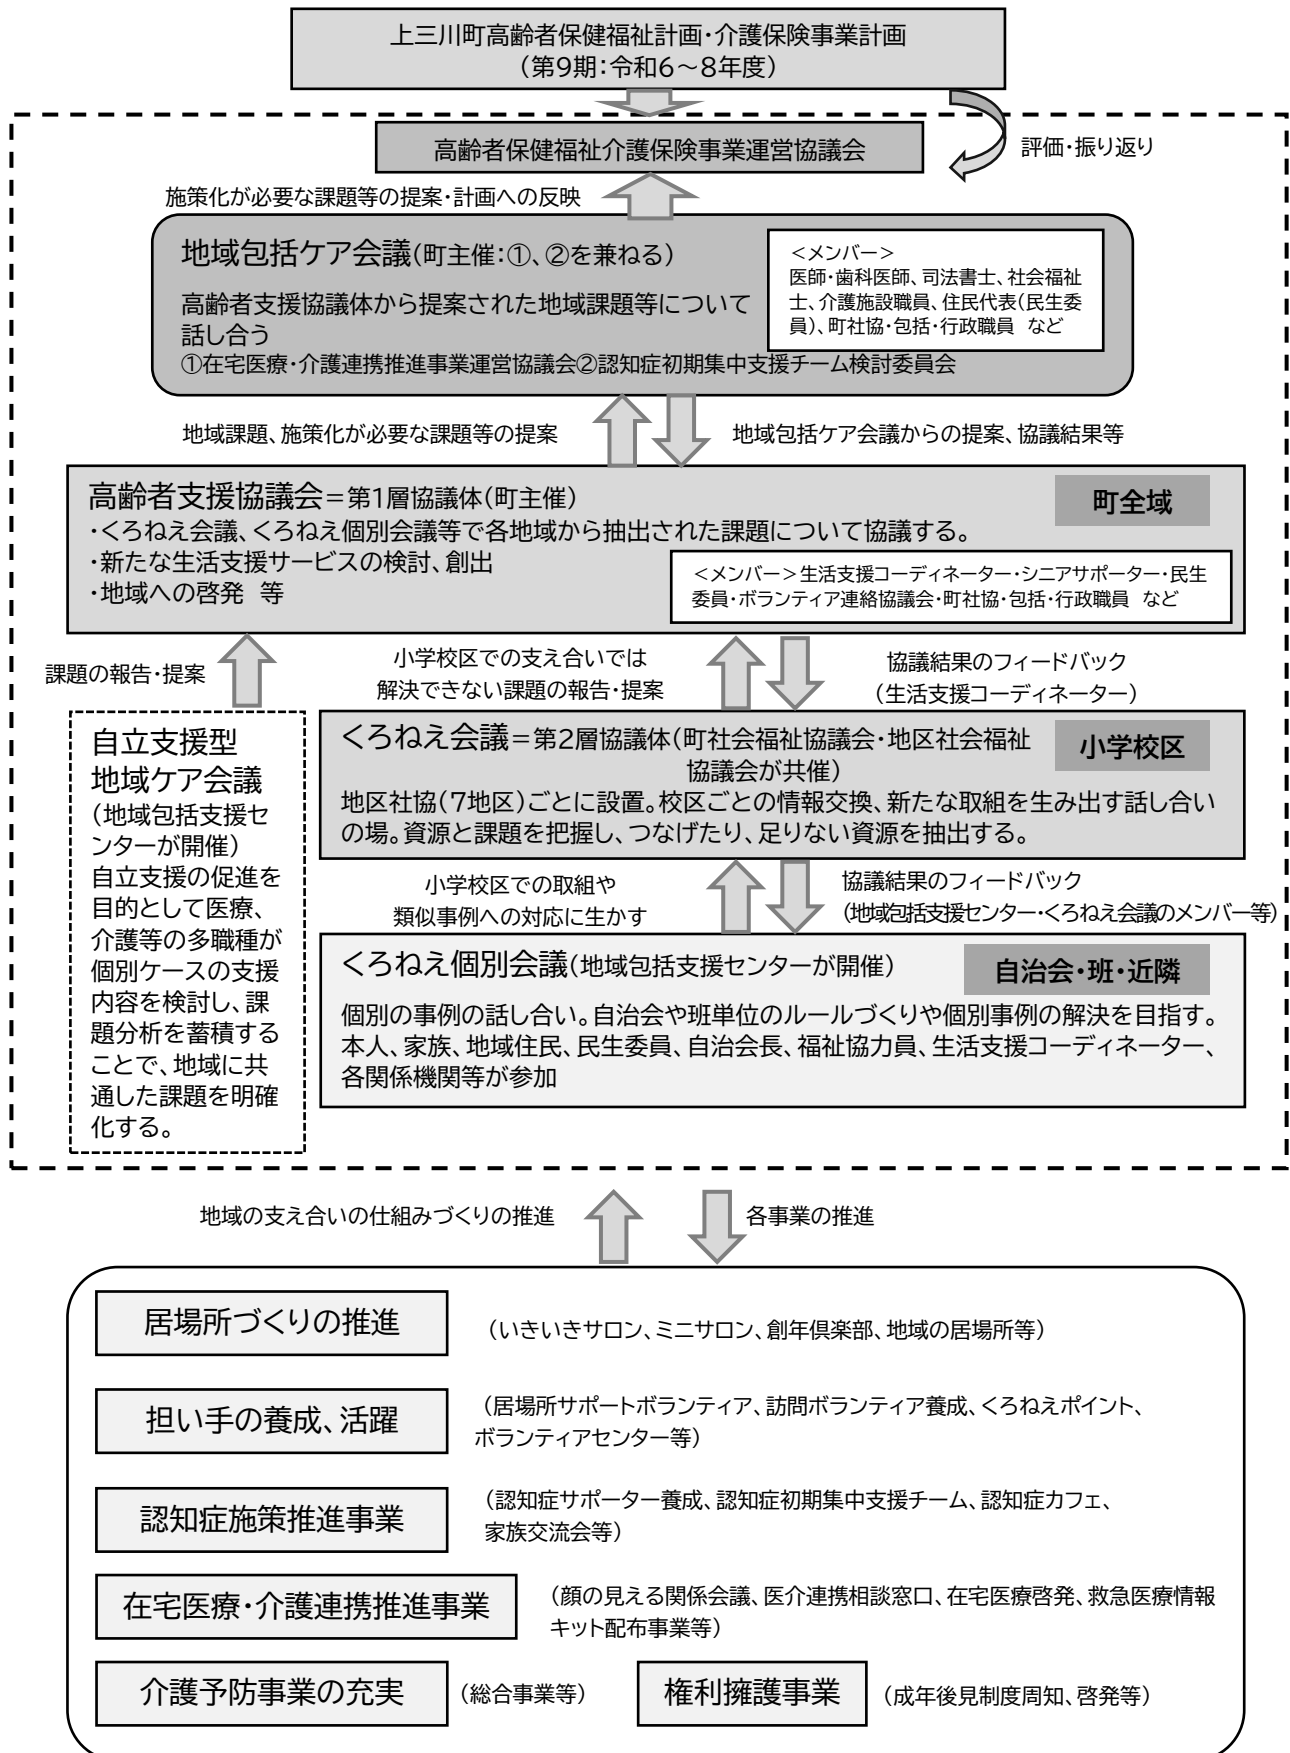 上三川町高齢者保健福祉計画・介護保険事業計画
（第9期：令和6～8年度）
高齢者保健福祉介護保険事業運営協議会
評価・振り返り
施策化が必要な課題等の提案・計画への反映
地域包括ケア会議（町主催：①、②を兼ねる）
高齢者支援協議体から提案された地域課題等について
話し合う
①在宅医療・介護連携推進事業運営協議会②認知症初期集中支援チーム検討委員会
＜メンバー＞
医師・歯科医師、司法書士、社会福祉
士、介護施設職員、住民代表（民生委
員）、町社協・包括・行政職員　など
地域課題、施策化が必要な課題等の提案
地域包括ケア会議からの提案、協議結果等
高齢者支援協議会＝第1層協議体（町主催）
町全域
・くろねえ会議、くろねえ個別会議等で各地域から抽出された課題について協議する。
・新たな生活支援サービスの検討、創出
・地域への啓発　等
＜メンバー＞生活支援コーディネーター・シニアサポーター・民生
委員・ボランティア連絡協議会・町社協・包括・行政職員　など
課題の報告・提案
小学校区での支え合いでは
解決できない課題の報告・提案
協議結果のフィードバック
（生活支援コーディネーター）
自立支援型
地域ケア会議
（地域包括支援セ
ンターが開催）
自立支援の促進を
目的として医療、
介護等の多職種が
個別ケースの支援
内容を検討し、課
題分析を蓄積する
ことで、地域に共
通した課題を明確
化する。
くろねえ会議＝第2層協議体（町社会福祉協議会・地区社会福祉
協議会が共催）
小学校区
地区社協（7地区）ごとに設置。校区ごとの情報交換、新たな取組を生み出す話し合い
の場。資源と課題を把握し、つなげたり、足りない資源を抽出する。
小学校区での取組や
類似事例への対応に生かす
協議結果のフィードバック
（地域包括支援センター・くろねえ会議のメンバー等）
くろねえ個別会議（地域包括支援センターが開催）
自治会・班・近隣
個別の事例の話し合い。自治会や班単位のルールづくりや個別事例の解決を目指す。
本人、家族、地域住民、民生委員、自治会長、福祉協力員、生活支援コーディネーター、
各関係機関等が参加
地域の支え合いの仕組みづくりの推進
各事業の推進
居場所づくりの推進
（いきいきサロン、ミニサロン、創年倶楽部、地域の居場所等）
担い手の養成、活躍
（居場所サポートボランティア、訪問ボランティア養成、くろねえポイント、
ボランティアセンター等）
認知症施策推進事業
（認知症サポーター養成、認知症初期集中支援チーム、認知症カフェ、
家族交流会等）
在宅医療・介護連携推進事業
（顔の見える関係会議、医介連携相談窓口、在宅医療啓発、救急医療情報
キット配布事業等）
介護予防事業の充実
（総合事業等）
権利擁護事業
（成年後見制度周知、啓発等）